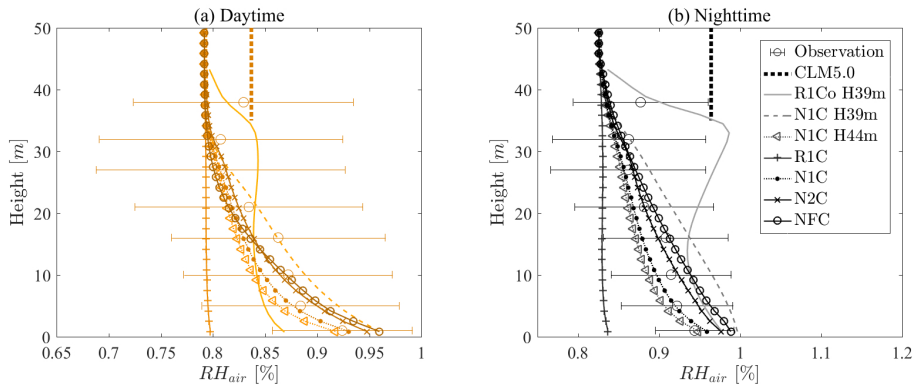 (a) Daytime
(b) Nighttime
50
40
30
20
10
0
Height [m]
0.65
0.7
0.75
0.8
0.85
0.9
0.95
1
RH_air [%]
50
40
30
20
10
0
Height [m]
0.8
0.9
1
1.1
1.2
RH_air [%]
Observation
CLM5.0
R1Co H39m
N1C H39m
N1C H44m
R1C
N1C
N2C
NFC